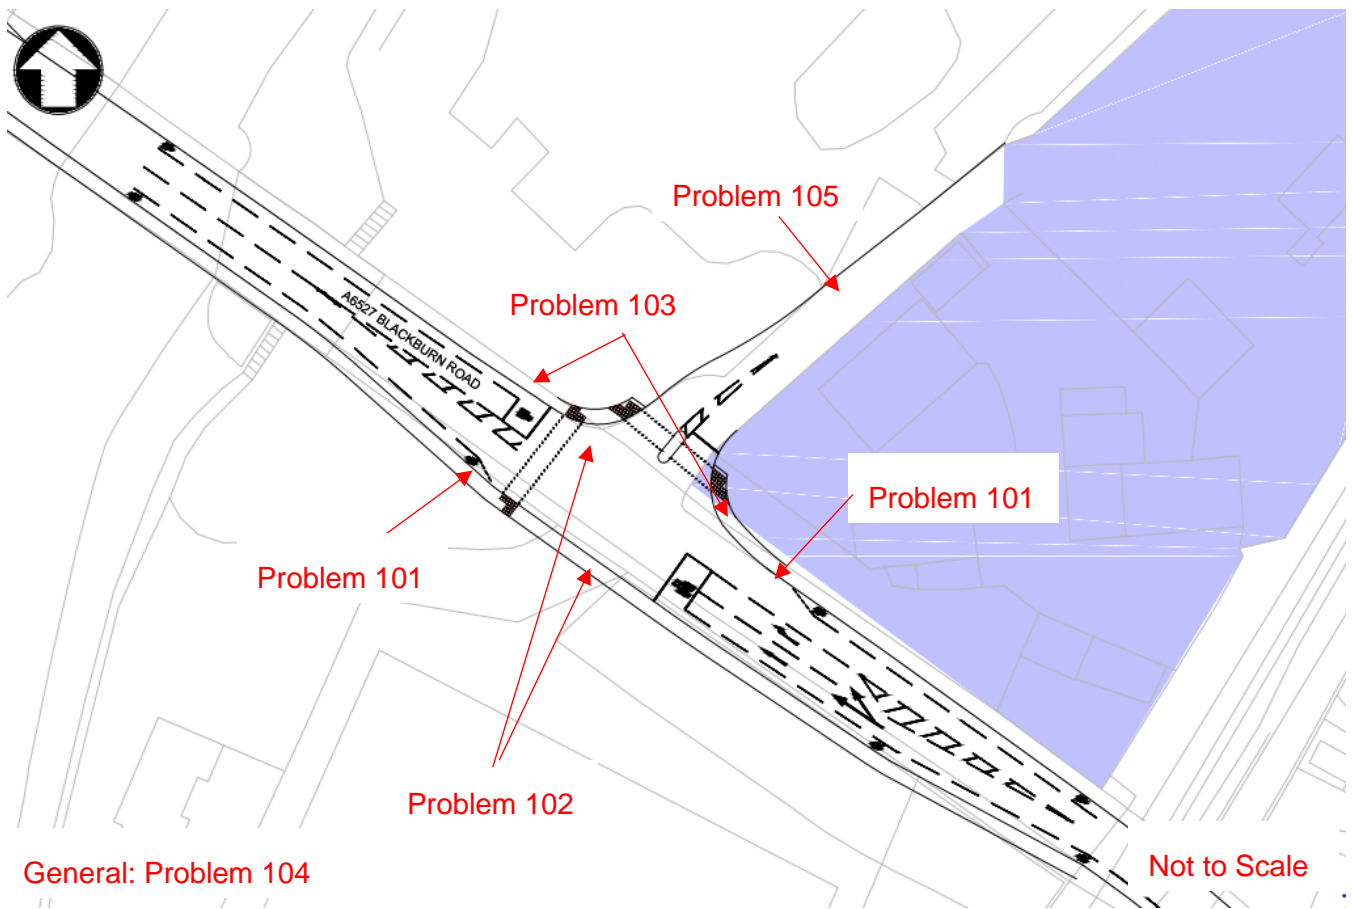 Problem 105
Problem 103
A6527 BLACKBURN ROAD
Problem 101
Problem 101
Problem 102
General: Problem 104
Not to Scale